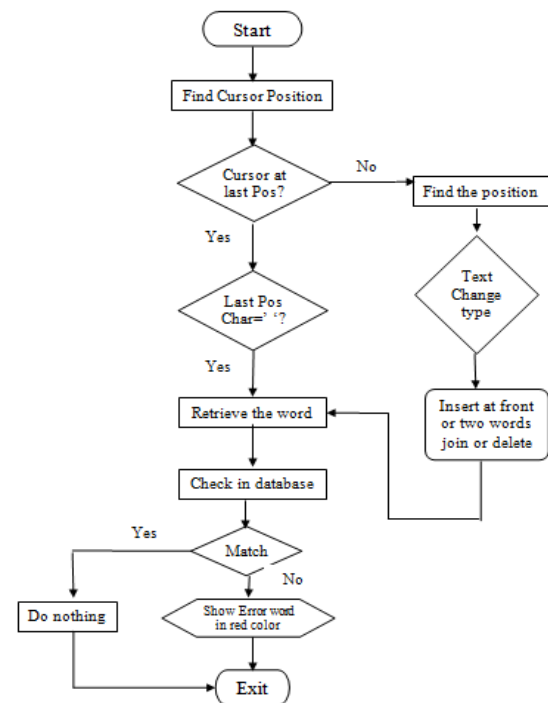 Start
Find Cursor Position
Cursor at
last Pos?
No
Find the position
Yes
Text
Change
type
Last Pos
Char=' '?
Yes
Insert at front
or two words
join or delete
Retrieve the word
Check in database
Yes
Match
No
Do nothing
Show Error word
in red color
Exit